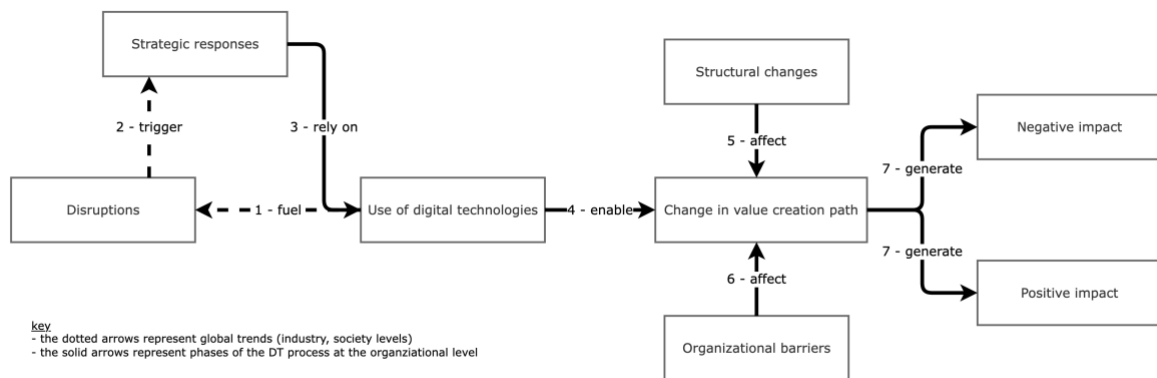 Strategic responses
Structural changes
Negative impact
2 - trigger
3 - rely on
5 - affect
7 - generate
Disruptions
1 - fuel
Use of digital technologies
4 - enable
Change in value creation path
7 - generate
6 - affect
Positive impact
Organizational barriers
key
- the dotted arrows represent global trends (industry, society levels)
- the solid arrows represent phases of the DT process at the organziational level